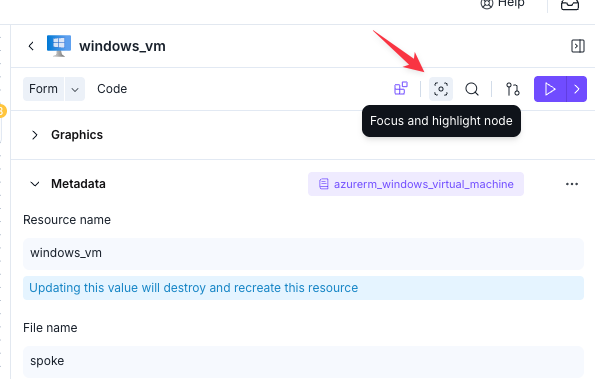 Help
windows_vm
Form
Code
Focus and highlight node
Graphics
Metadata
azurerm_windows_virtual_machine
Resource name
windows_vm
Updating this value will destroy and recreate this resource
File name
spoke